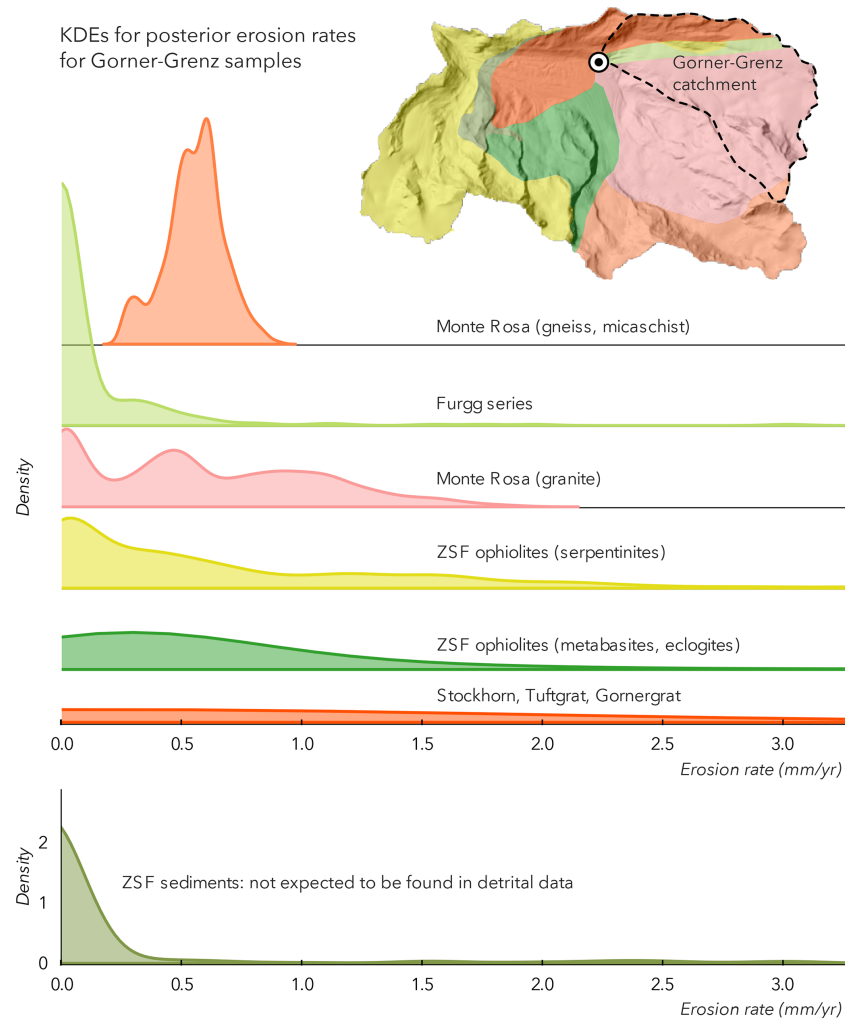 KDEs for posterior erosion rates
for Gorner-Grenz samples
Gorner-Grenz
catchment
Monte Rosa (gneiss, micaschist)
Furgg series
Monte Rosa (granite)
Density
ZSF ophiolites (serpentinites)
ZSF ophiolites (metabasites, eclogites)
Stockhorn, Tuftgrat, Gornergrat
0.0 0.5 1.0 1.5 2.0 2.5 3.0
Erosion rate (mm/yr)
2
Density
ZSF sediments: not expected to be found in detrital data
1
0
0.0 0.5 1.0 1.5 2.0 2.5 3.0
Erosion rate (mm/yr)